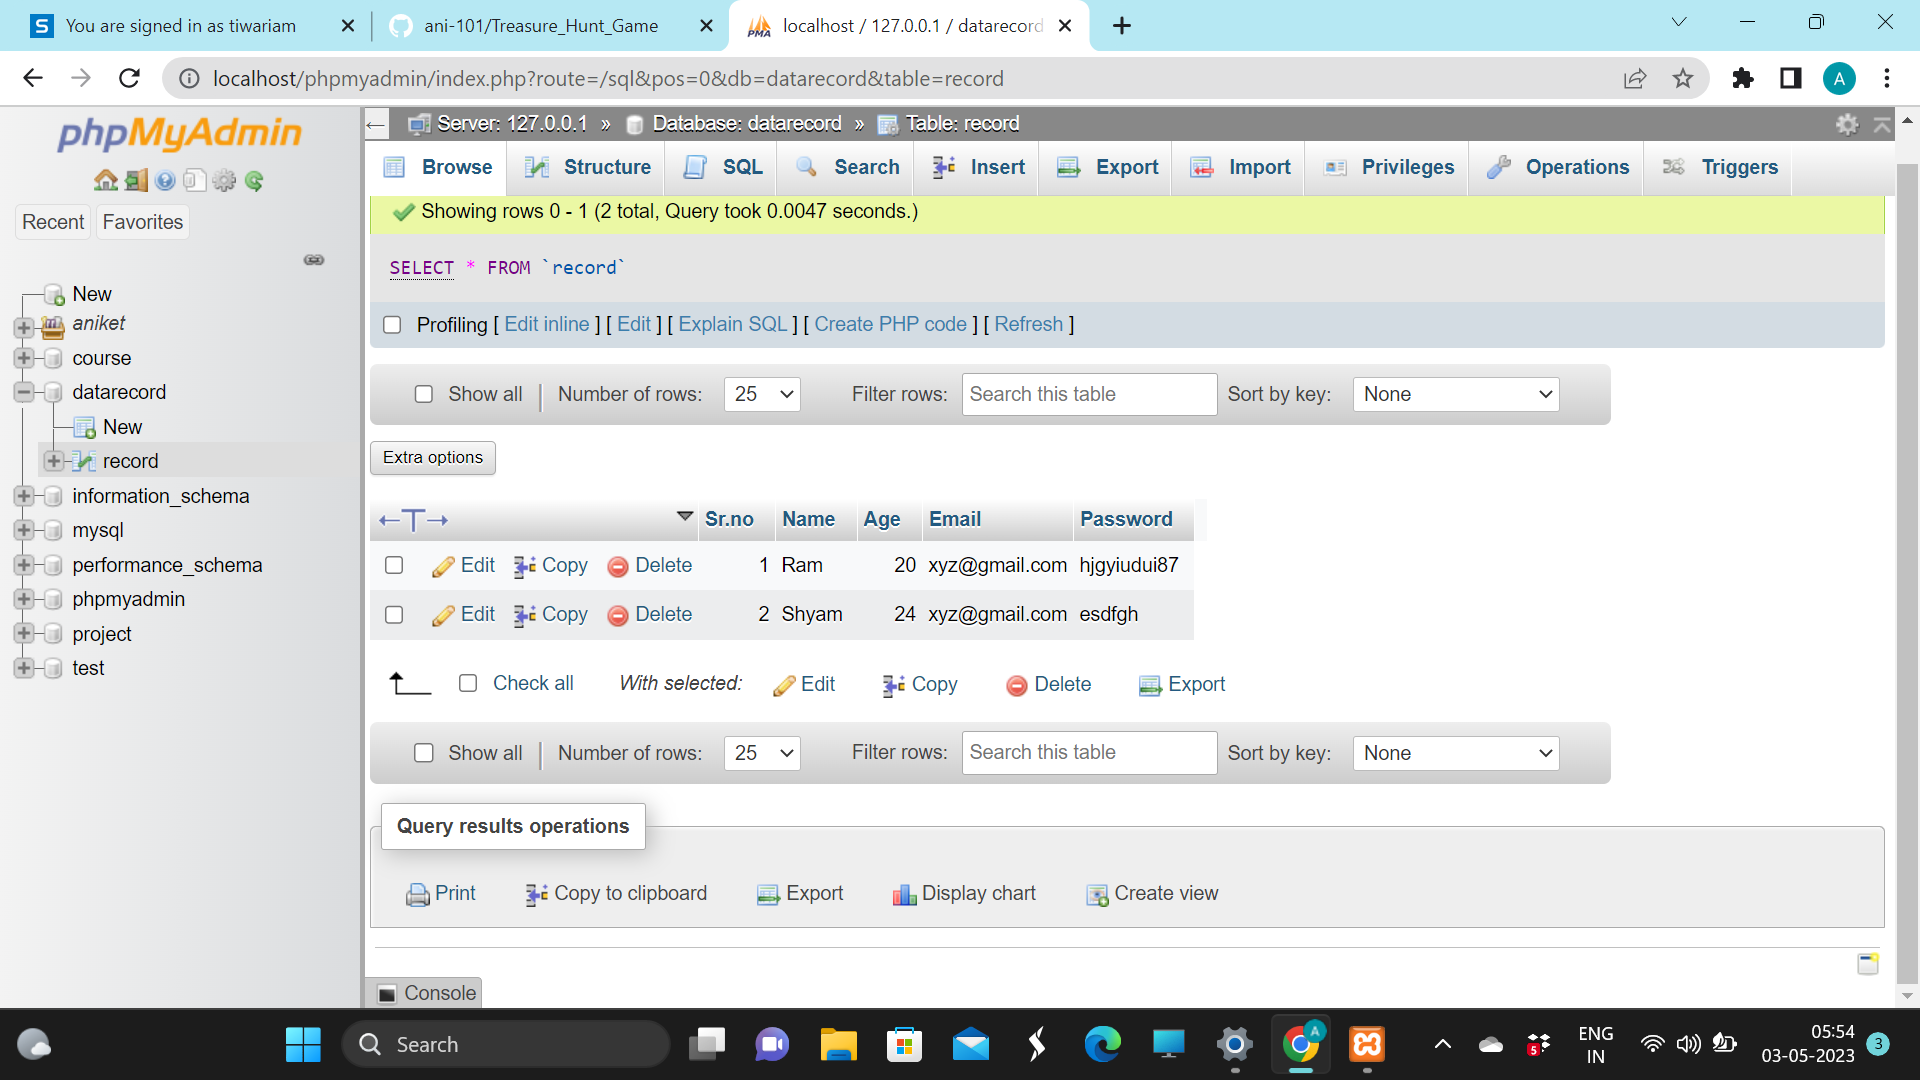 You are signed in as tiwariam
ani-101/Treasure_Hunt_Game
localhost / 127.0.0.1 / datarecord
localhost/phpmyadmin/index.php?route=/sql&pos=0&db=datarecord&table=record
A
phpMyAdmin
Recent
Favorites
New
aniket
course
datarecord
New
record
information_schema
mysql
performance_schema
phpmyadmin
project
test
Server: 127.0.0.1 » Database: datarecord » Table: record
Browse Structure SQL Search Insert Export Import Privileges Operations Triggers
Showing rows 0 - 1 (2 total, Query took 0.0047 seconds.)
SELECT * FROM `record`
Profiling [ Edit inline ] [ Edit ] [ Explain SQL ] [ Create PHP code ] [ Refresh ]
Show all | Number of rows: 25 Filter rows: Search this table Sort by key: None
Extra options
←T→ Sr.no Name Age Email Password
Edit Copy Delete 1 Ram 20 xyz@gmail.com hjgyiudui87
Edit Copy Delete 2 Shyam 24 xyz@gmail.com esdfgh
Check all With selected: Edit Copy Delete Export
Show all | Number of rows: 25 Filter rows: Search this table Sort by key: None
Query results operations
Print Copy to clipboard Export Display chart Create view
Console
Search
ENG
IN
05:54
03-05-2023
3